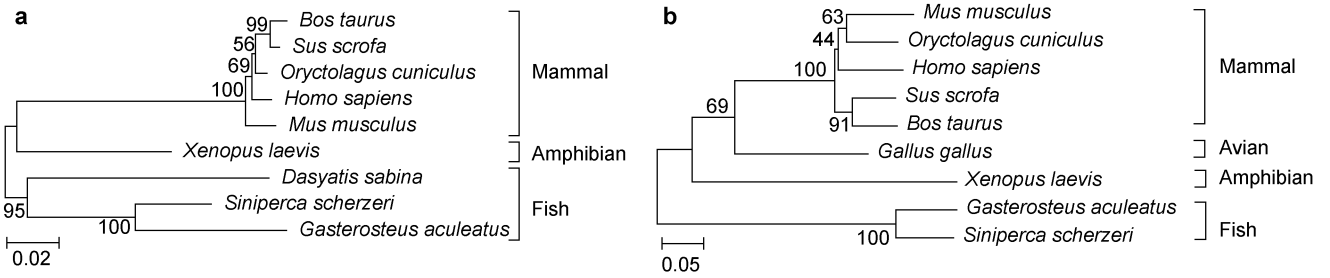 a
99
Bos taurus
Sus scrofa
56
Oryctolagus cuniculus
69
Homo sapiens
100
Mus musculus
Mammal
Xenopus laevis
Amphibian
Dasyatis sabina
95
Siniperca scherzeri
100
Gasterosteus aculeatus
Fish
0.02
b
63
Mus musculus
44
Oryctolagus cuniculus
100
Homo sapiens
Sus scrofa
91
Bos taurus
Mammal
69
Gallus gallus
Avian
Xenopus laevis
Amphibian
Gasterosteus aculeatus
100
Siniperca scherzeri
Fish
0.05